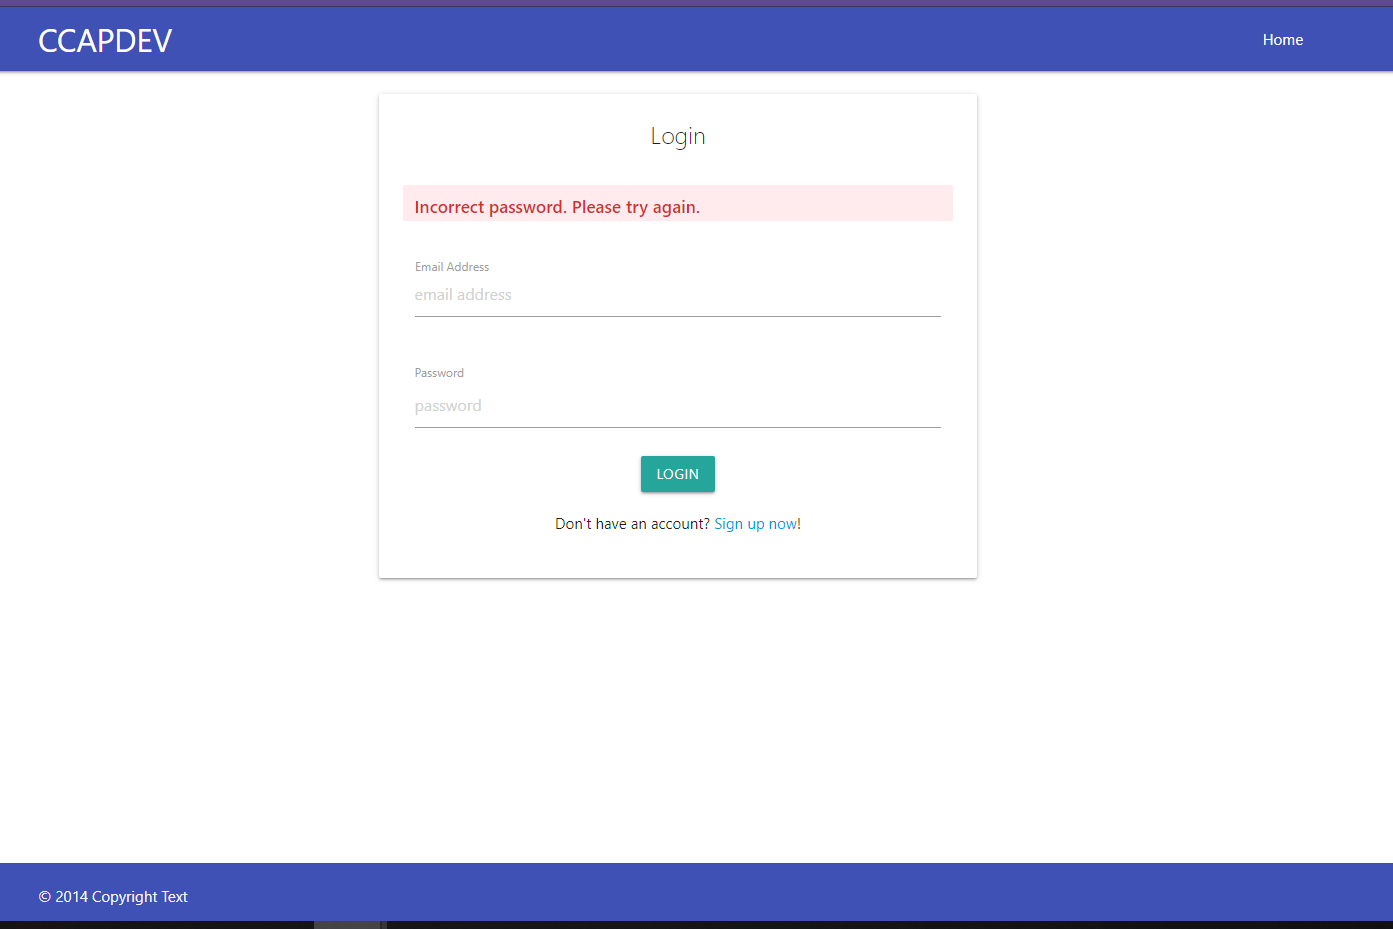 CCAPDEV
Home
Login
Incorrect password. Please try again.
Email Address
email address
Password
password
LOGIN
Don't have an account? Sign up now!
© 2014 Copyright Text